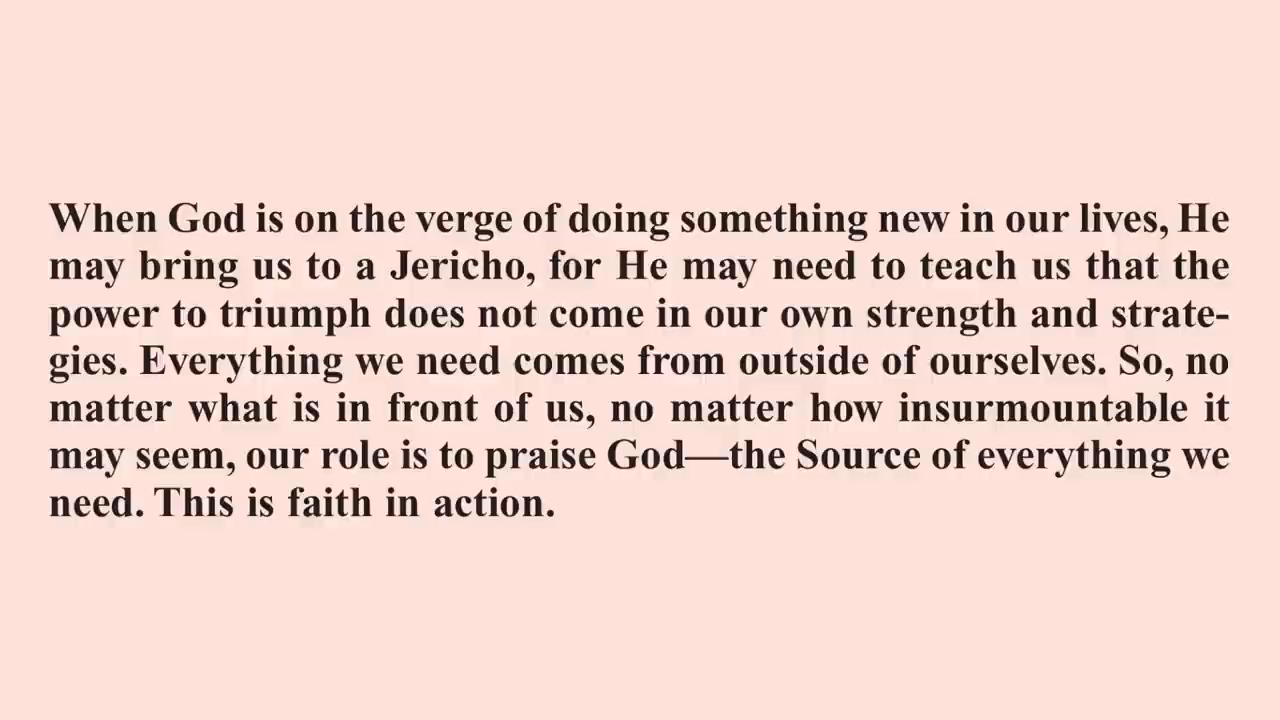 When God is on the verge of doing something new in our lives, He
may bring us to a Jericho, for He may need to teach us that the
power to triumph does not come in our own strength and strate-
gies. Everything we need comes from outside of ourselves. So, no
matter what is in front of us, no matter how insurmountable it
may seem, our role is to praise God—the Source of everything we
need. This is faith in action.